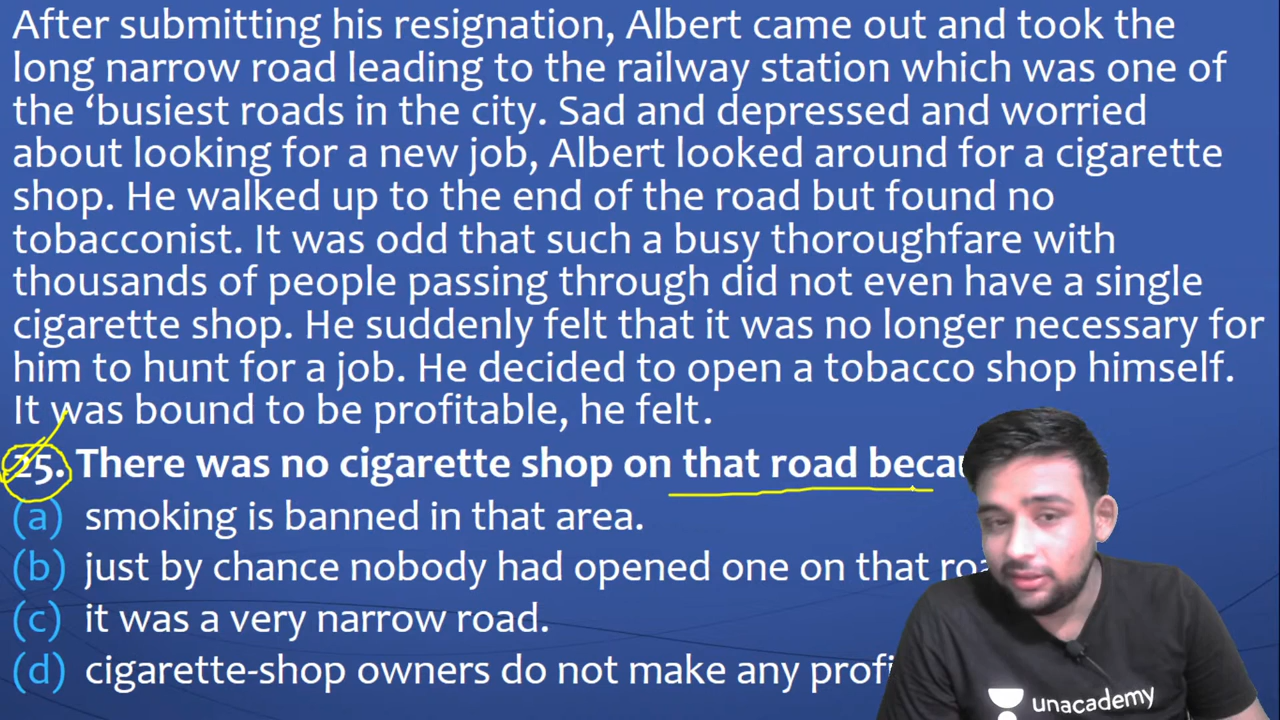 After submitting his resignation, Albert came out and took the
long narrow road leading to the railway station which was one of
the ‘busiest roads in the city. Sad and depressed and worried
about looking for a new job, Albert looked around for a cigarette
shop. He walked up to the end of the road but found no
tobacconist. It was odd that such a busy thoroughfare with
thousands of people passing through did not even have a single
cigarette shop. He suddenly felt that it was no longer necessary for
him to hunt for a job. He decided to open a tobacco shop himself.
It was bound to be profitable, he felt.
25. There was no cigarette shop on that road
(a) smoking is banned in that area.
(b) just by chance nobody had opened one on that
(c) it was a very narrow road.
(d) cigarette-shop owners do not make any
unacademy